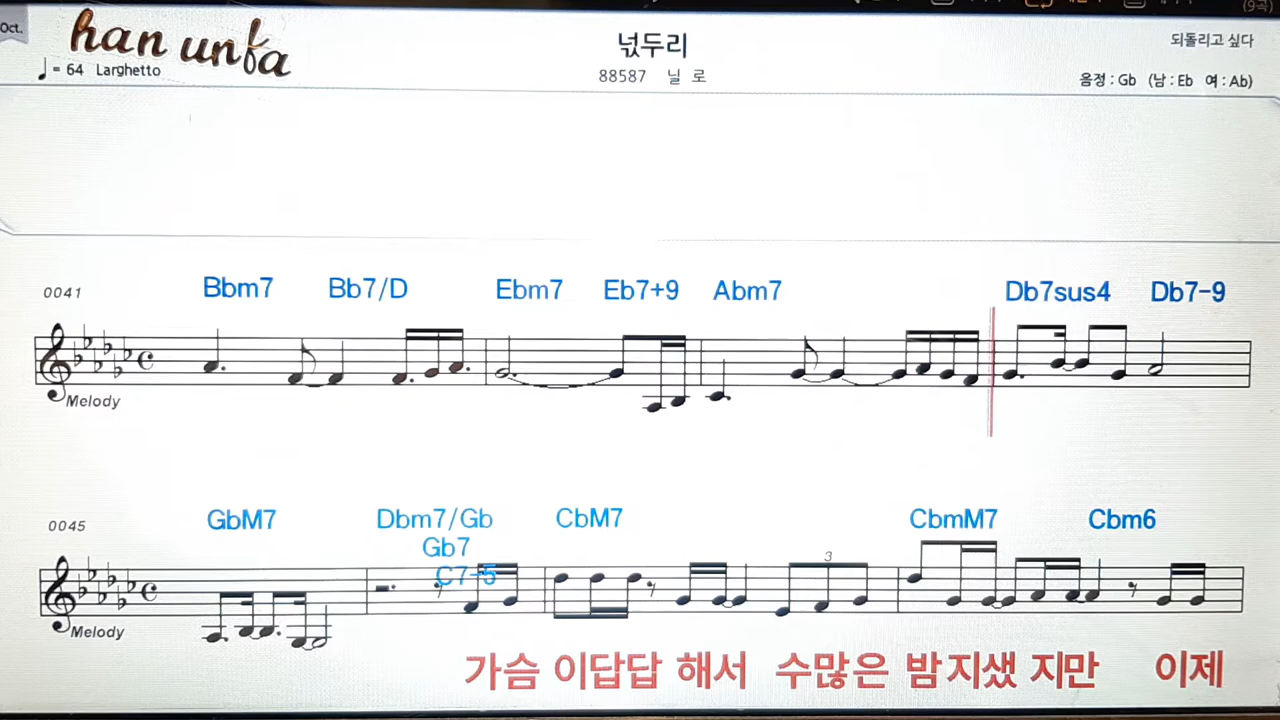 (9곡)
Oct.
han unfa
넋두리
되돌리고 싶다
= 64 Larghetto
88587 닐 로
음정 : Gb (남 : Eb 여 : Ab)
0041
Bbm7 Bb7/D Ebm7 Eb7+9 Abm7 Db7sus4 Db7-9
Melody
0045
GbM7 Dbm7/Gb CbM7 CbmM7 Cbm6
Gb7
C7-5
3
Melody
가슴 이답답 해서 수많은 밤지샜 지만 이제